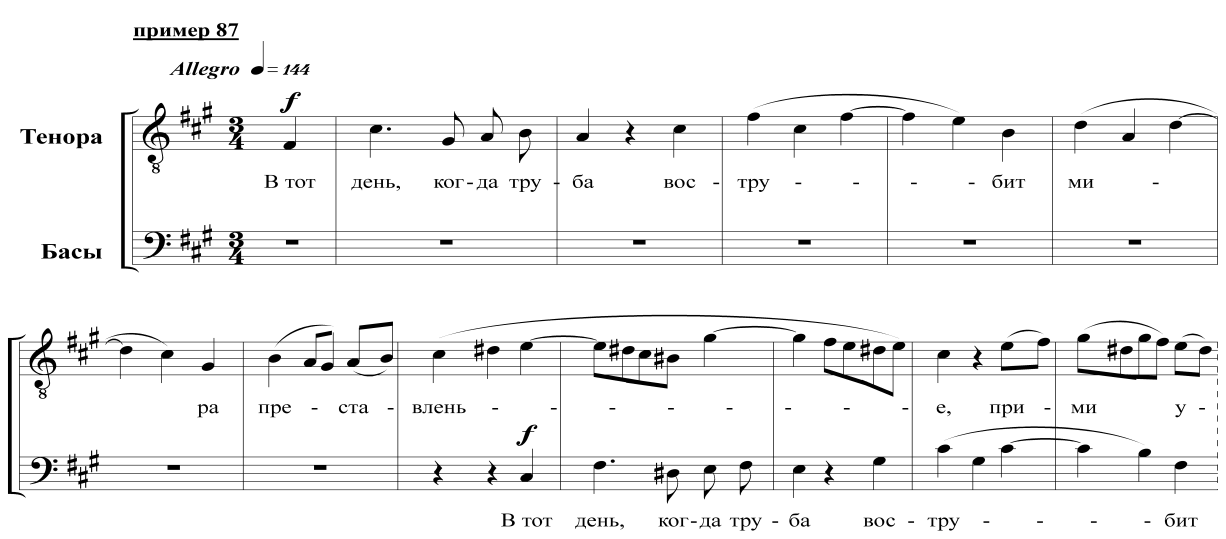 пример 87
Allegro ♩ = 144
f
Тенора
В тот день, ког-да тру - ба вос - тру - - - - бит ми -
Басы
ра пре - ста - влень - - - - - - - е, при - ми у -
f
В тот день, ког-да тру - ба вос - тру - - - - бит